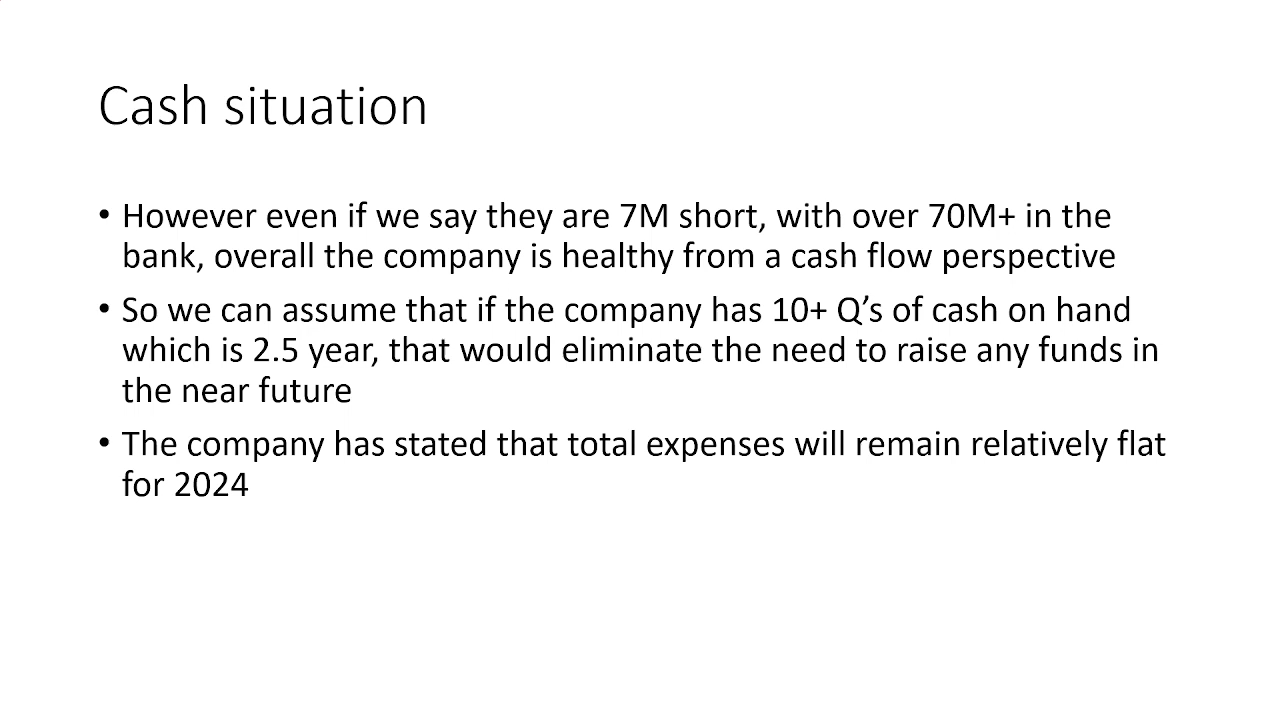 Cash situation
• However even if we say they are 7M short, with over 70M+ in the
bank, overall the company is healthy from a cash flow perspective
• So we can assume that if the company has 10+ Q’s of cash on hand
which is 2.5 year, that would eliminate the need to raise any funds in
the near future
• The company has stated that total expenses will remain relatively flat
for 2024